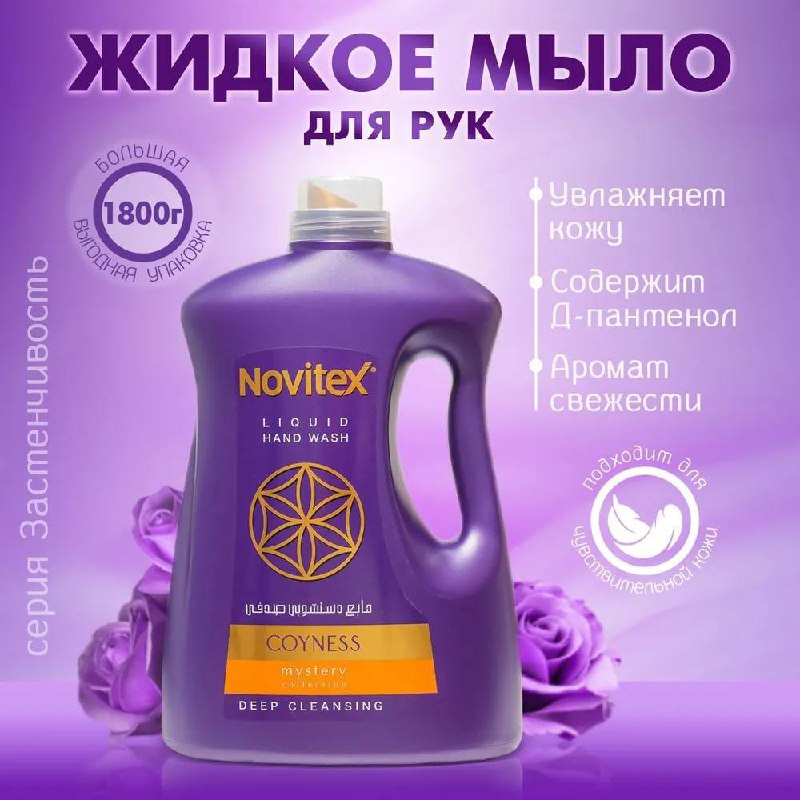 ЖИДКОЕ МЫЛО
ДЛЯ РУК
БОЛЬШАЯ
1800г
ВЫГОДНАЯ УПАКОВКА
серия Застенчивость
Увлажняет
кожу
Содержит
Д-пантенол
Аромат
свежести
подходит для
чувствительной кожи
Novitex®
LIQUID
HAND WASH
مایع دستشویی صدفی
COYNESS
mystery
collection
DEEP CLEANSING